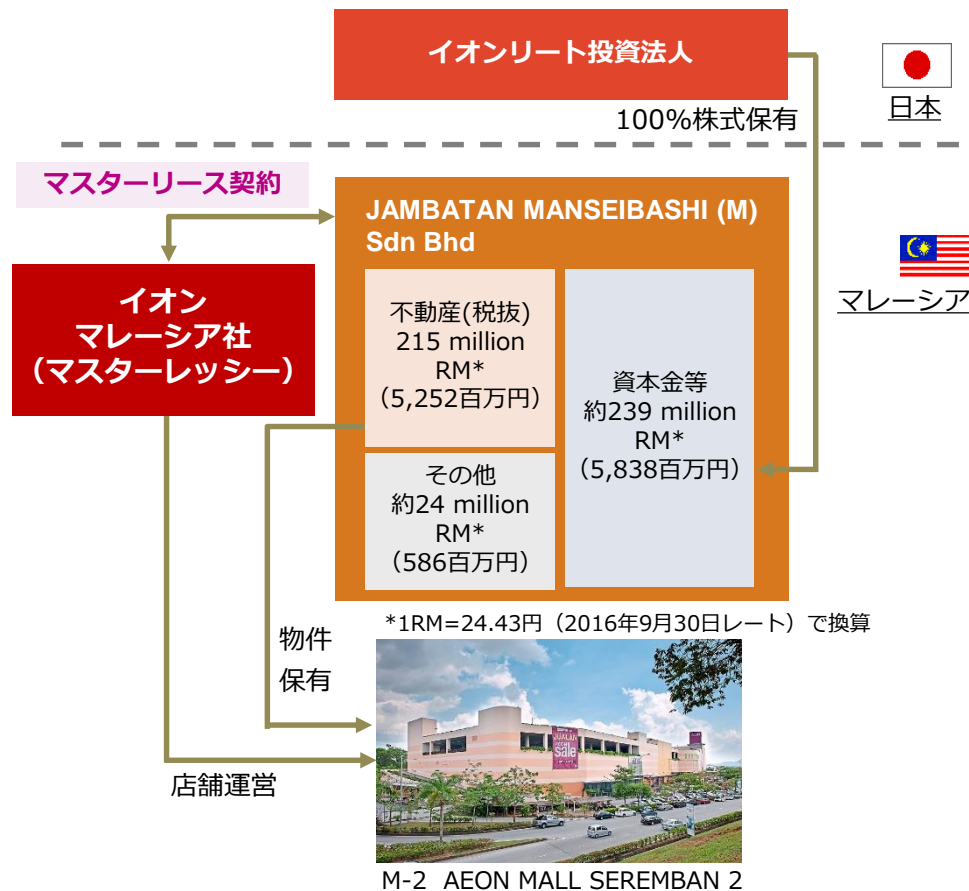 イオンリート投資法人
日本
100%株式保有
マスターリース契約
JAMBATAN MANSEIBASHI (M)
Sdn Bhd
マレーシア
イオン
マレーシア社
（マスターレッシー）
不動産(税抜)
215 million
RM*
（5,252百万円）
資本金等
約239 million
RM*
（5,838百万円）
その他
約24 million
RM*
（586百万円）
*1RM=24.43円（2016年9月30日レート）で換算
物件
保有
sale
店舗運営
M-2 AEON MALL SEREMBAN 2